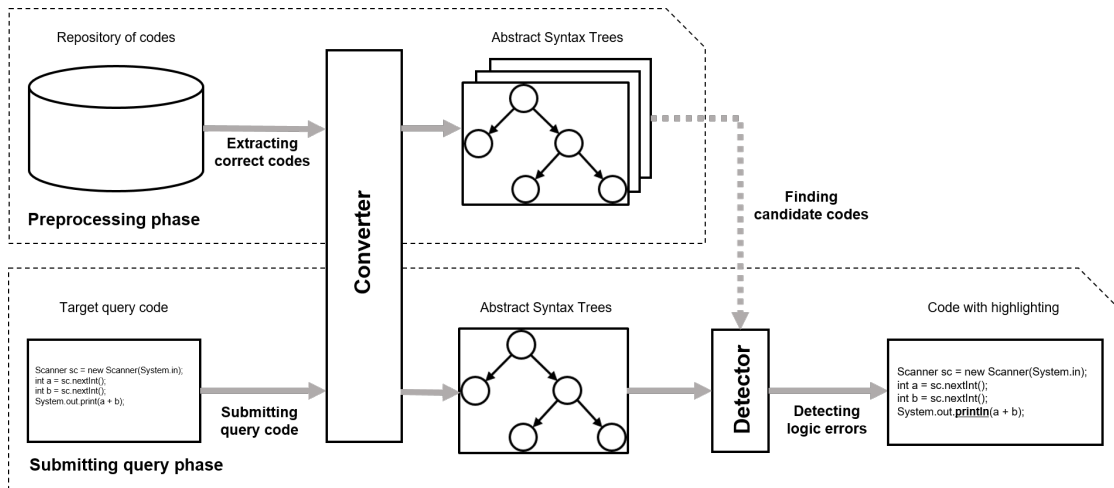 Repository of codes
Abstract Syntax Trees
Extracting
correct codes
Preprocessing phase
Converter
Finding
candidate codes
Target query code
Abstract Syntax Trees
Code with highlighting
Scanner sc = new Scanner(System.in);
int a = sc.nextInt();
int b = sc.nextInt();
System.out.print(a + b);
Submitting
query code
Detector
Detecting
logic errors
Scanner sc = new Scanner(System.in);
int a = sc.nextInt();
int b = sc.nextInt();
System.out.println(a + b);
Submitting query phase